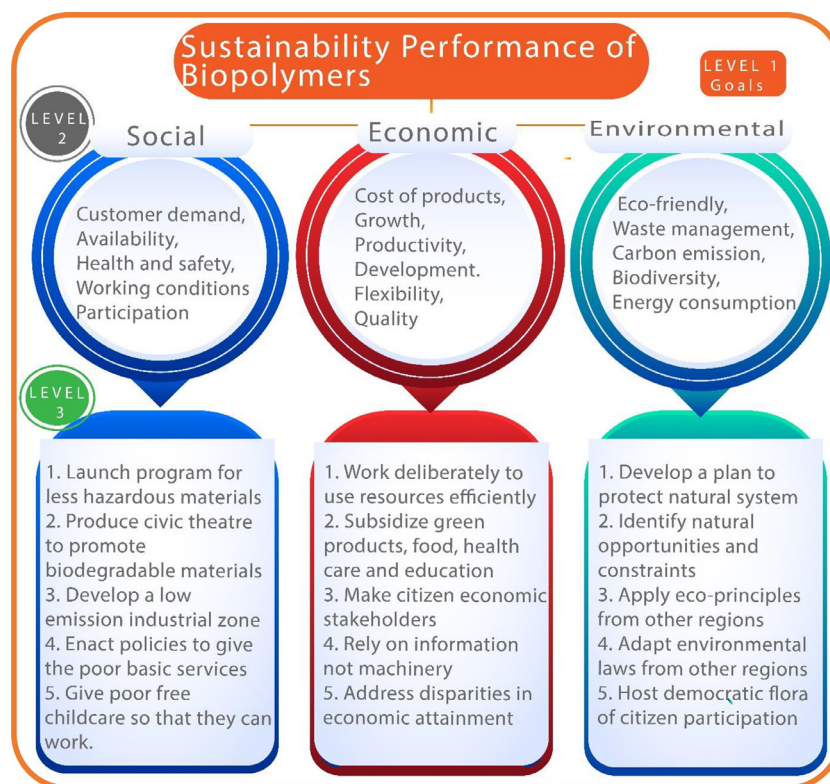 Sustainability Performance of
Biopolymers
LEVEL 1
Goals
LEVEL
2
Social
Economic
Environmental
Customer demand,
Availability,
Health and safety,
Working conditions
Participation
Cost of products,
Growth,
Productivity,
Development.
Flexibility,
Quality
Eco-friendly,
Waste management,
Carbon emission,
Biodiversity,
Energy consumption
LEVEL
3
1. Launch program for
less hazardous materials
2. Produce civic theatre
to promote
biodegradable materials
3. Develop a low
emission industrial zone
4. Enact policies to give
the poor basic services
5. Give poor free
childcare so that they can
work.
1. Work deliberately to
use resources efficiently
2. Subsidize green
products, food, health
care and education
3. Make citizen economic
stakeholders
4. Rely on information
not machinery
5. Address disparities in
economic attainment
1. Develop a plan to
protect natural system
2. Identify natural
opportunities and
constraints
3. Apply eco-principles
from other regions
4. Adapt environmental
laws from other regions
5. Host democratic flora
of citizen participation